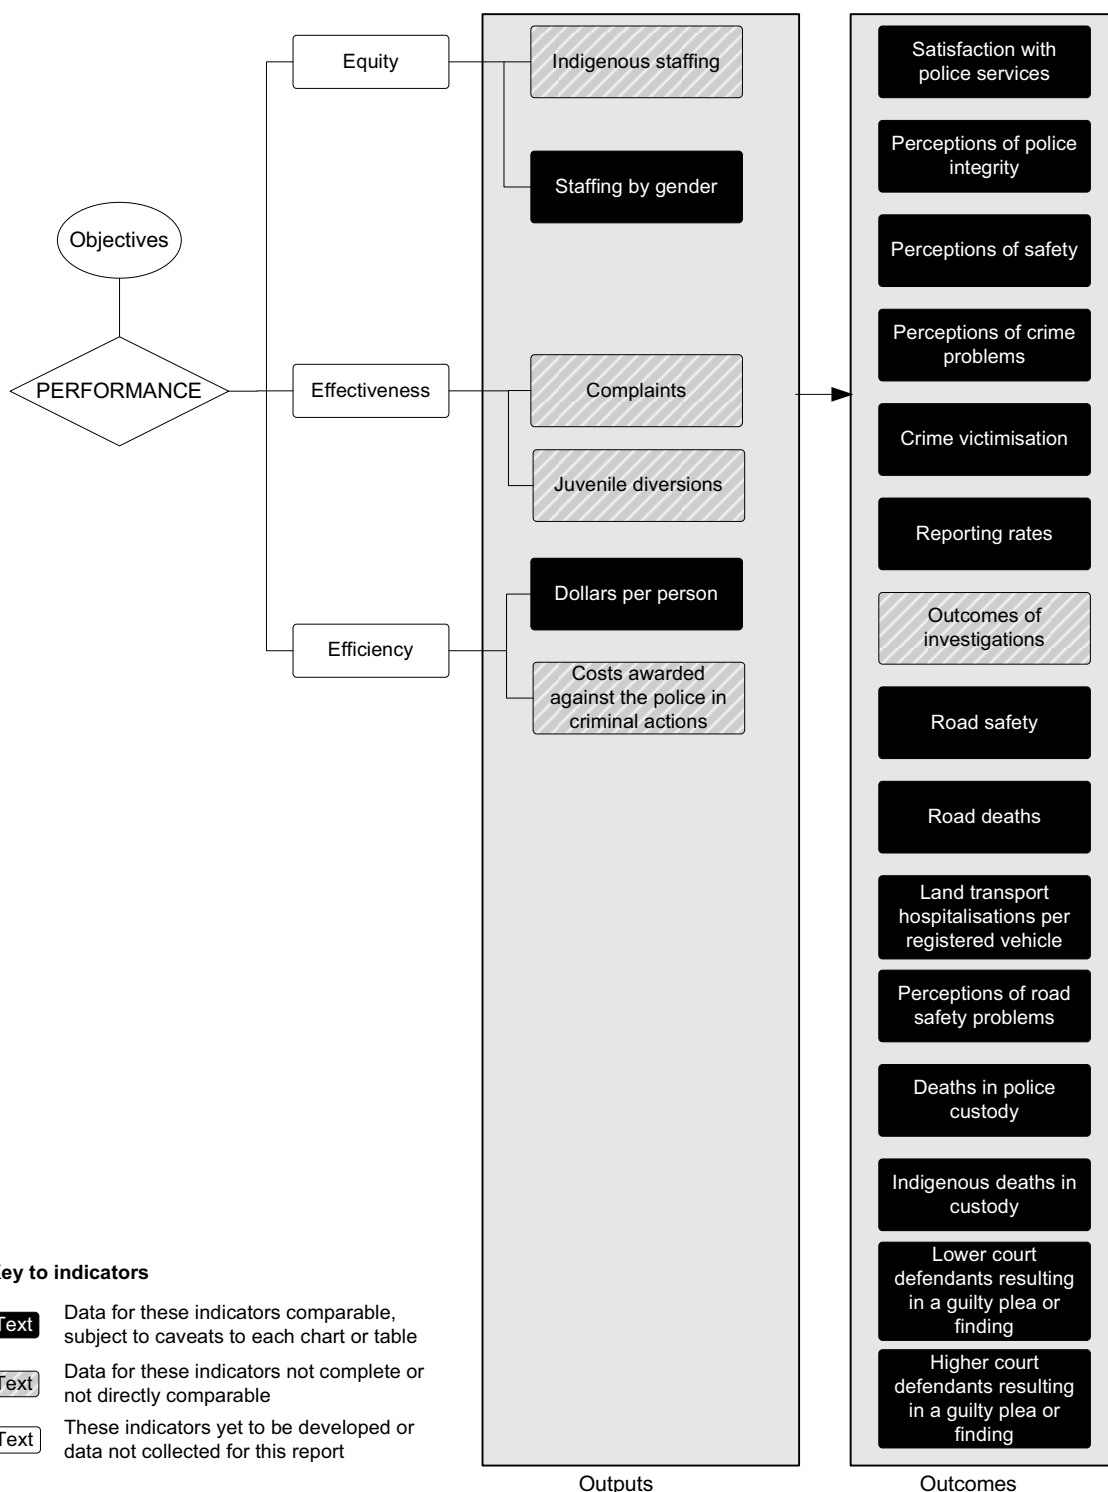 Objectives
PERFORMANCE
Equity
Effectiveness
Efficiency
Indigenous staffing
Staffing by gender
Complaints
Juvenile diversions
Dollars per person
Costs awarded
against the police in
criminal actions
Outputs
Satisfaction with
police services
Perceptions of police
integrity
Perceptions of safety
Perceptions of crime
problems
Crime victimisation
Reporting rates
Outcomes of
investigations
Road safety
Road deaths
Land transport
hospitalisations per
registered vehicle
Perceptions of road
safety problems
Deaths in police
custody
Indigenous deaths in
custody
Lower court
defendants resulting
in a guilty plea or
finding
Higher court
defendants resulting
in a guilty plea or
finding
Outcomes
Key to indicators
Text
Data for these indicators comparable,
subject to caveats to each chart or table
Text
Data for these indicators not complete or
not directly comparable
Text
These indicators yet to be developed or
data not collected for this report